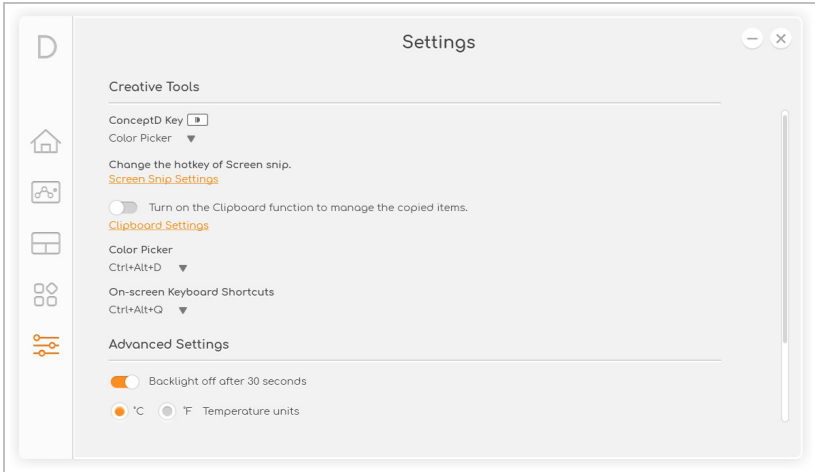 D
Settings
Creative Tools
ConceptD Key
Color Picker
Change the hotkey of Screen snip.
Screen Snip Settings
Turn on the Clipboard function to manage the copied items.
Clipboard Settings
Color Picker
Ctrl+Alt+D
On-screen Keyboard Shortcuts
Ctrl+Alt+Q
Advanced Settings
Backlight off after 30 seconds
°C °F Temperature units